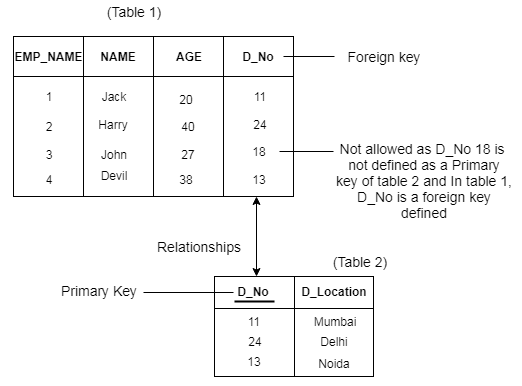 (Table 1)
EMP_NAME NAME AGE D_No
Foreign key
1 Jack 20 11
2 Harry 40 24
3 John 27 18
4 Devil 38 13
Not allowed as D_No 18 is
not defined as a Primary
key of table 2 and In table 1,
D_No is a foreign key
defined
Relationships
(Table 2)
Primary Key
D_No D_Location
11 Mumbai
24 Delhi
13 Noida